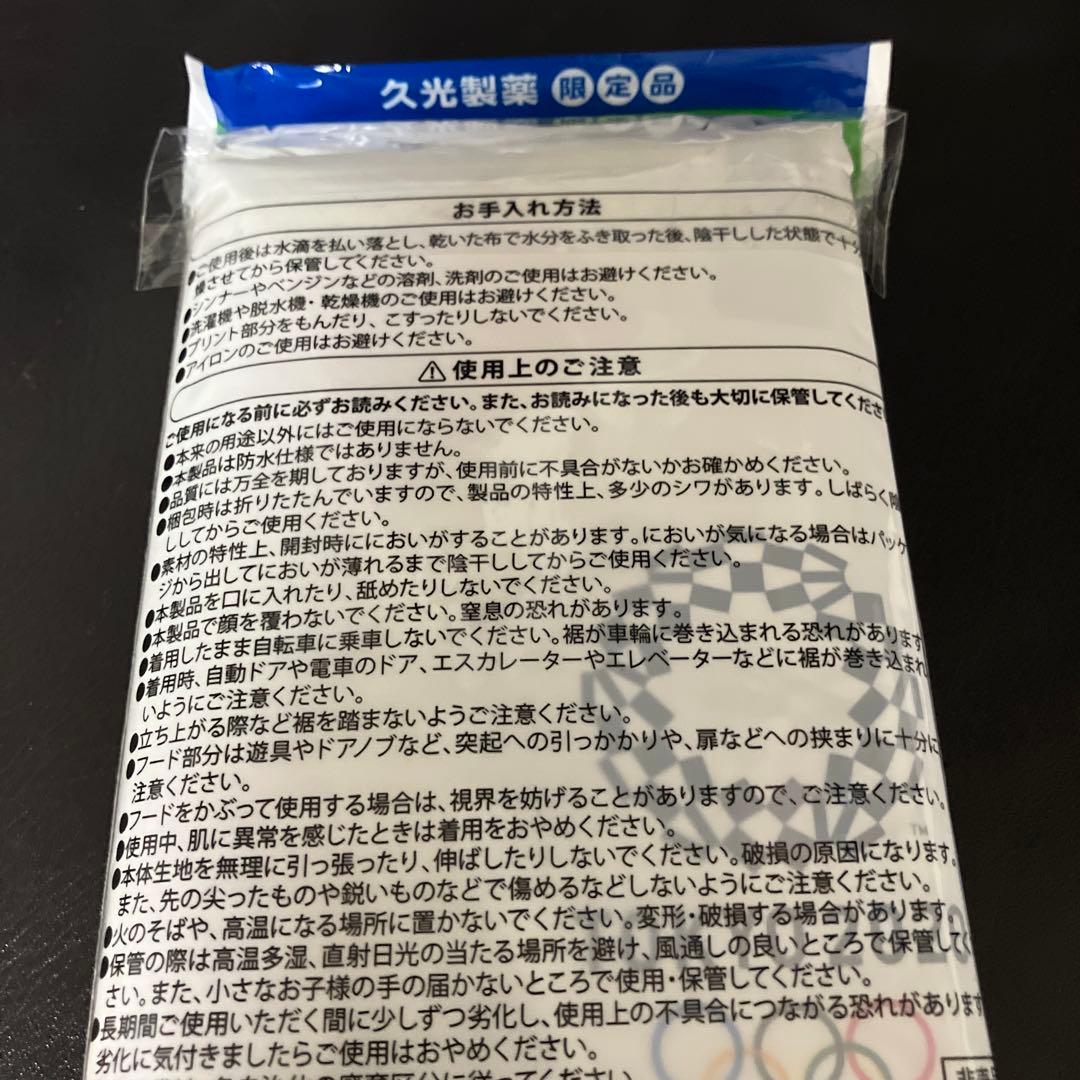 久光製薬 限定品
お手入れ方法
●ご使用後は水滴を払い落とし、乾いた布で水分をふき取った後、陰干しした状態で十分
燥させてから保管してください。
●シンナーやベンジンなどの溶剤、洗剤のご使用はお避けください。
●洗濯機や脱水機・乾燥機のご使用はお避けください。
●プリント部分をもんだり、こすったりしないでください。
●アイロンのご使用はお避けください。
⚠使用上のご注意
ご使用になる前に必ずお読みください。また、お読みになった後も大切に保管してくださ
●本来の用途以外にはご使用にならないでください。
●本製品は防水仕様ではありません。
●品質には万全を期しておりますが、使用前に不具合がないかお確かめください。
●梱包時は折りたたんでいますので、製品の特性上、多少のシワがあります。しばらく陰
ししてからご使用ください。
●素材の特性上、開封時ににおいがすることがあります。においが気になる場合はパッケ
ジから出してにおいが薄れるまで陰干ししてからご使用ください。
●本製品を口に入れたり、舐めたりしないでください。
●本製品で顔を覆わないでください。窒息の恐れがあります。
●着用したまま自転車に乗車しないでください。裾が車輪に巻き込まれる恐れがあります
●着用時、自動ドアや電車のドア、エスカレーターやエレベーターなどに裾が巻き込まれ
いようにご注意ください。
●立ち上がる際など裾を踏まないようご注意ください。
●フード部分は遊具やドアノブなど、突起への引っかかりや、扉などへの挟まりに十分に
注意ください。
●フードをかぶって使用する場合は、視界を妨げることがありますので、ご注意ください。
●使用中、肌に異常を感じたときは着用をおやめください。
●本体生地を無理に引っ張ったり、伸ばしたりしないでください。破損の原因になります。
また、先の尖ったものや鋭いものなどで傷めるなどしないようにご注意ください。
●火のそばや、高温になる場所に置かないでください。変形・破損する場合があります。
●保管の際は高温多湿、直射日光の当たる場所を避け、風通しの良いところで保管してく
さい。また、小さなお子様の手の届かないところで使用・保管してください。
●長期間ご使用いただく間に少しずつ劣化し、使用上の不具合につながる恐れがあります
劣化に気付きましたらご使用はおやめください。
TM